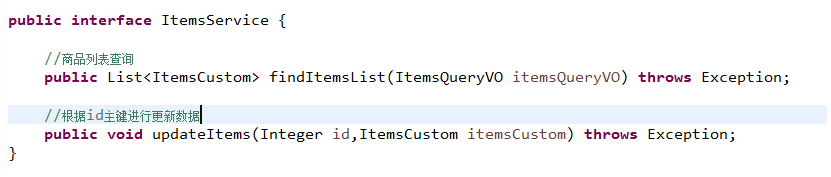 public interface ItemsService {
//商品列表查询
public List<ItemsCustom> findItemsList(ItemsQueryVO itemsQueryVO) throws Exception;
//根据id主键进行更新数据
public void updateItems(Integer id,ItemsCustom itemsCustom) throws Exception;
}